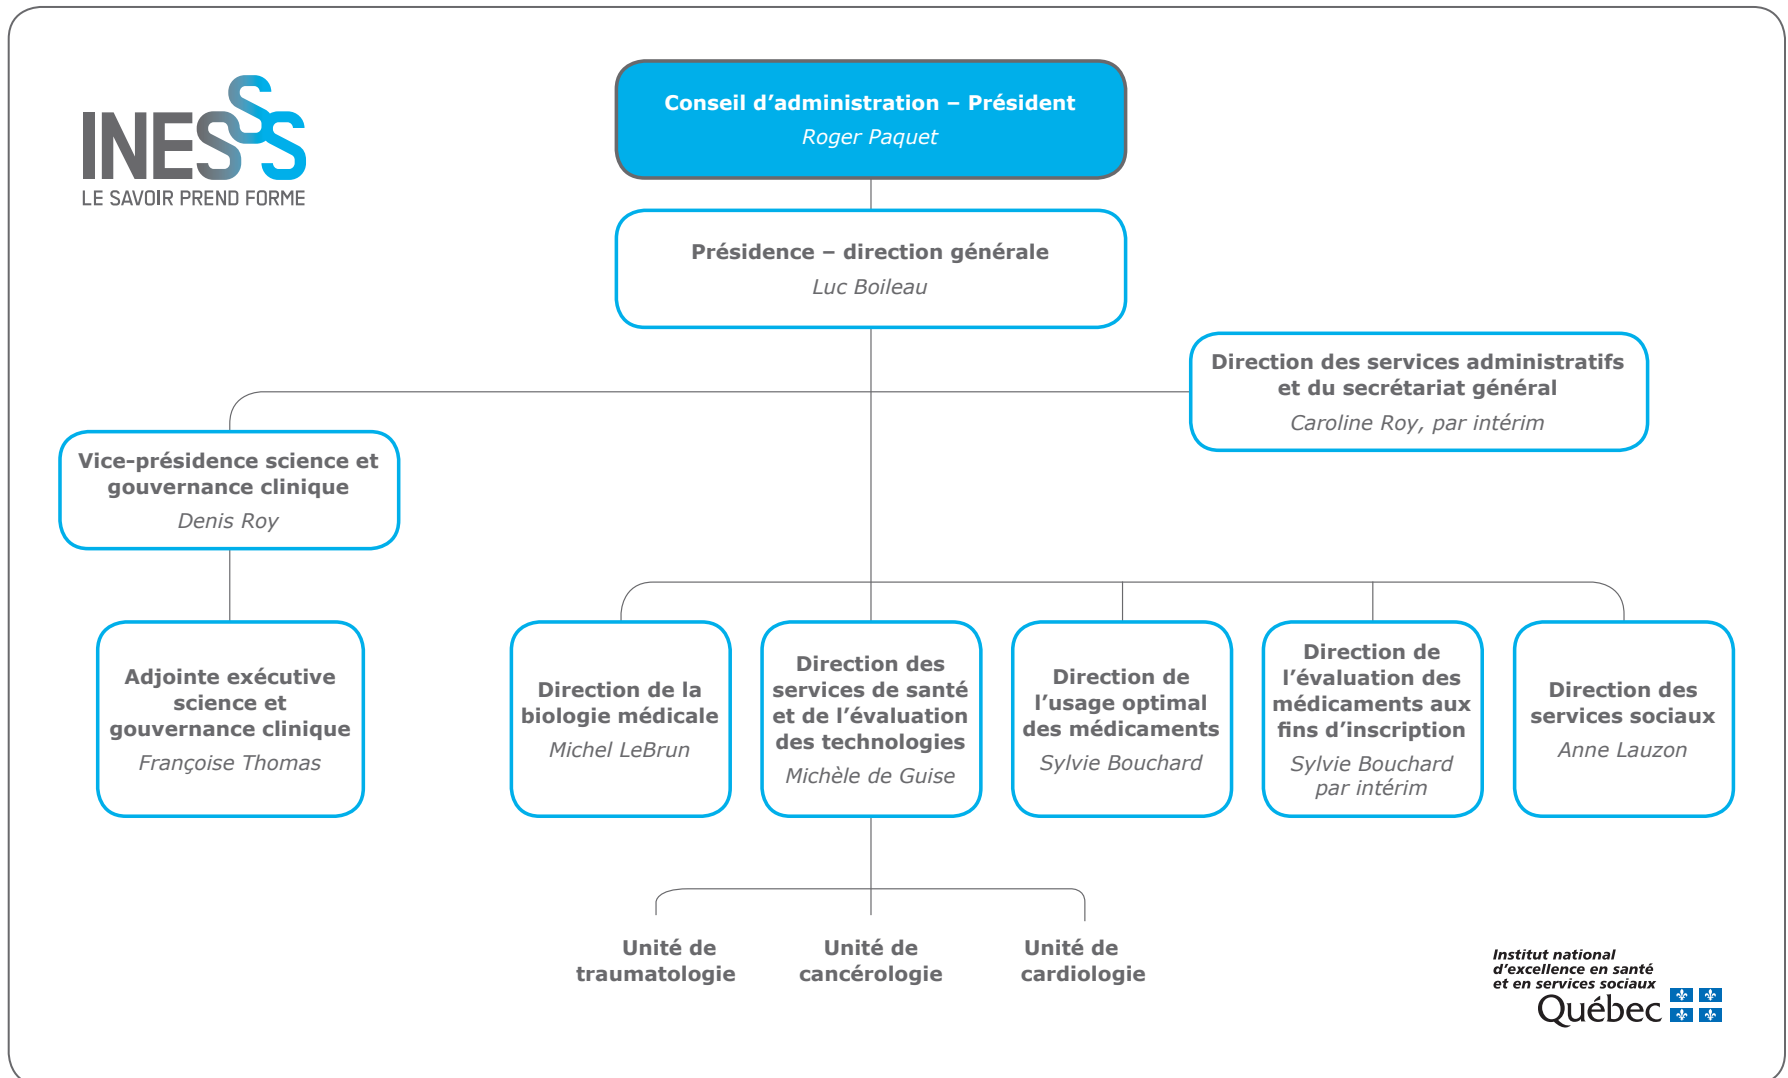 INESSS
LE SAVOIR PREND FORME
Conseil d’administration – Président
Roger Paquet
Présidence – direction générale
Luc Boileau
Direction des services administratifs
et du secrétariat général
Caroline Roy, par intérim
Vice-présidence science et
gouvernance clinique
Denis Roy
Adjointe exécutive
science et
gouvernance clinique
Françoise Thomas
Direction de la
biologie médicale
Michel LeBrun
Direction des
services de santé
et de l’évaluation
des technologies
Michèle de Guise
Direction de
l’usage optimal
des médicaments
Sylvie Bouchard
Direction de
l’évaluation des
médicaments aux
fins d’inscription
Sylvie Bouchard
par intérim
Direction des
services sociaux
Anne Lauzon
Unité de
traumatologie
Unité de
cancérologie
Unité de
cardiologie
Institut national
d’excellence en santé
et en services sociaux
Québec